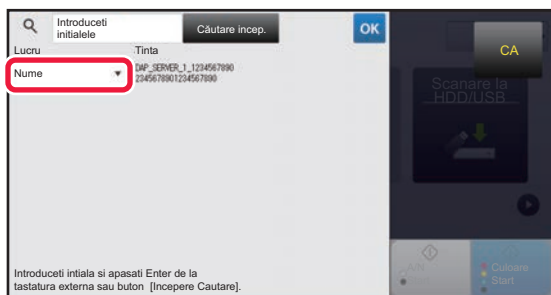 Introduceti
initialele
Căutare incep.
OK
CA
Lucru
Tinta
Nume
DAP_SERVER_1_1234567890
2345678901234567890
Scanare la
HDD/USB
Introduceti intiala si apasati Enter de la
tastatura externa sau buton [Incepere Cautare].
Culoare
Start